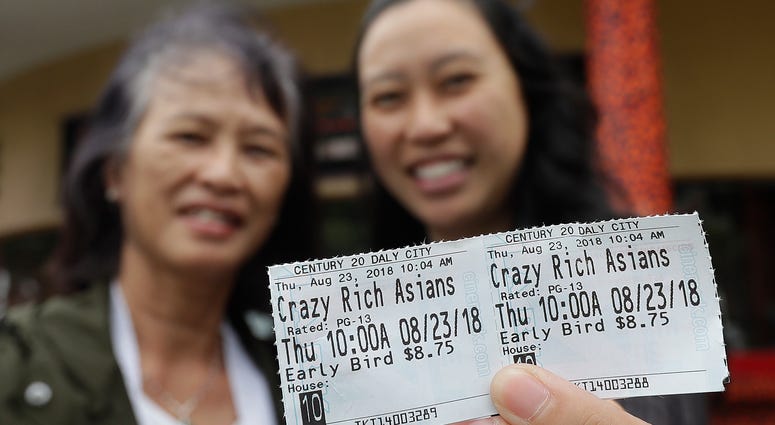 CENTURY 20 DALY CITY
Thu, Aug 23, 2018 10:04 AM
Crazy Rich Asians
Rated: PG-13
Thu 10:00A 08/23/18
Early Bird $8.75
House:
10
TKT14003289
CENTURY 20 DALY CITY
Thu, Aug 23, 2018 10:04 AM
Crazy Rich Asians
Rated: PG-13
Thu 10:00A 08/23/18
Early Bird $8.75
House:
10
TKT14003288